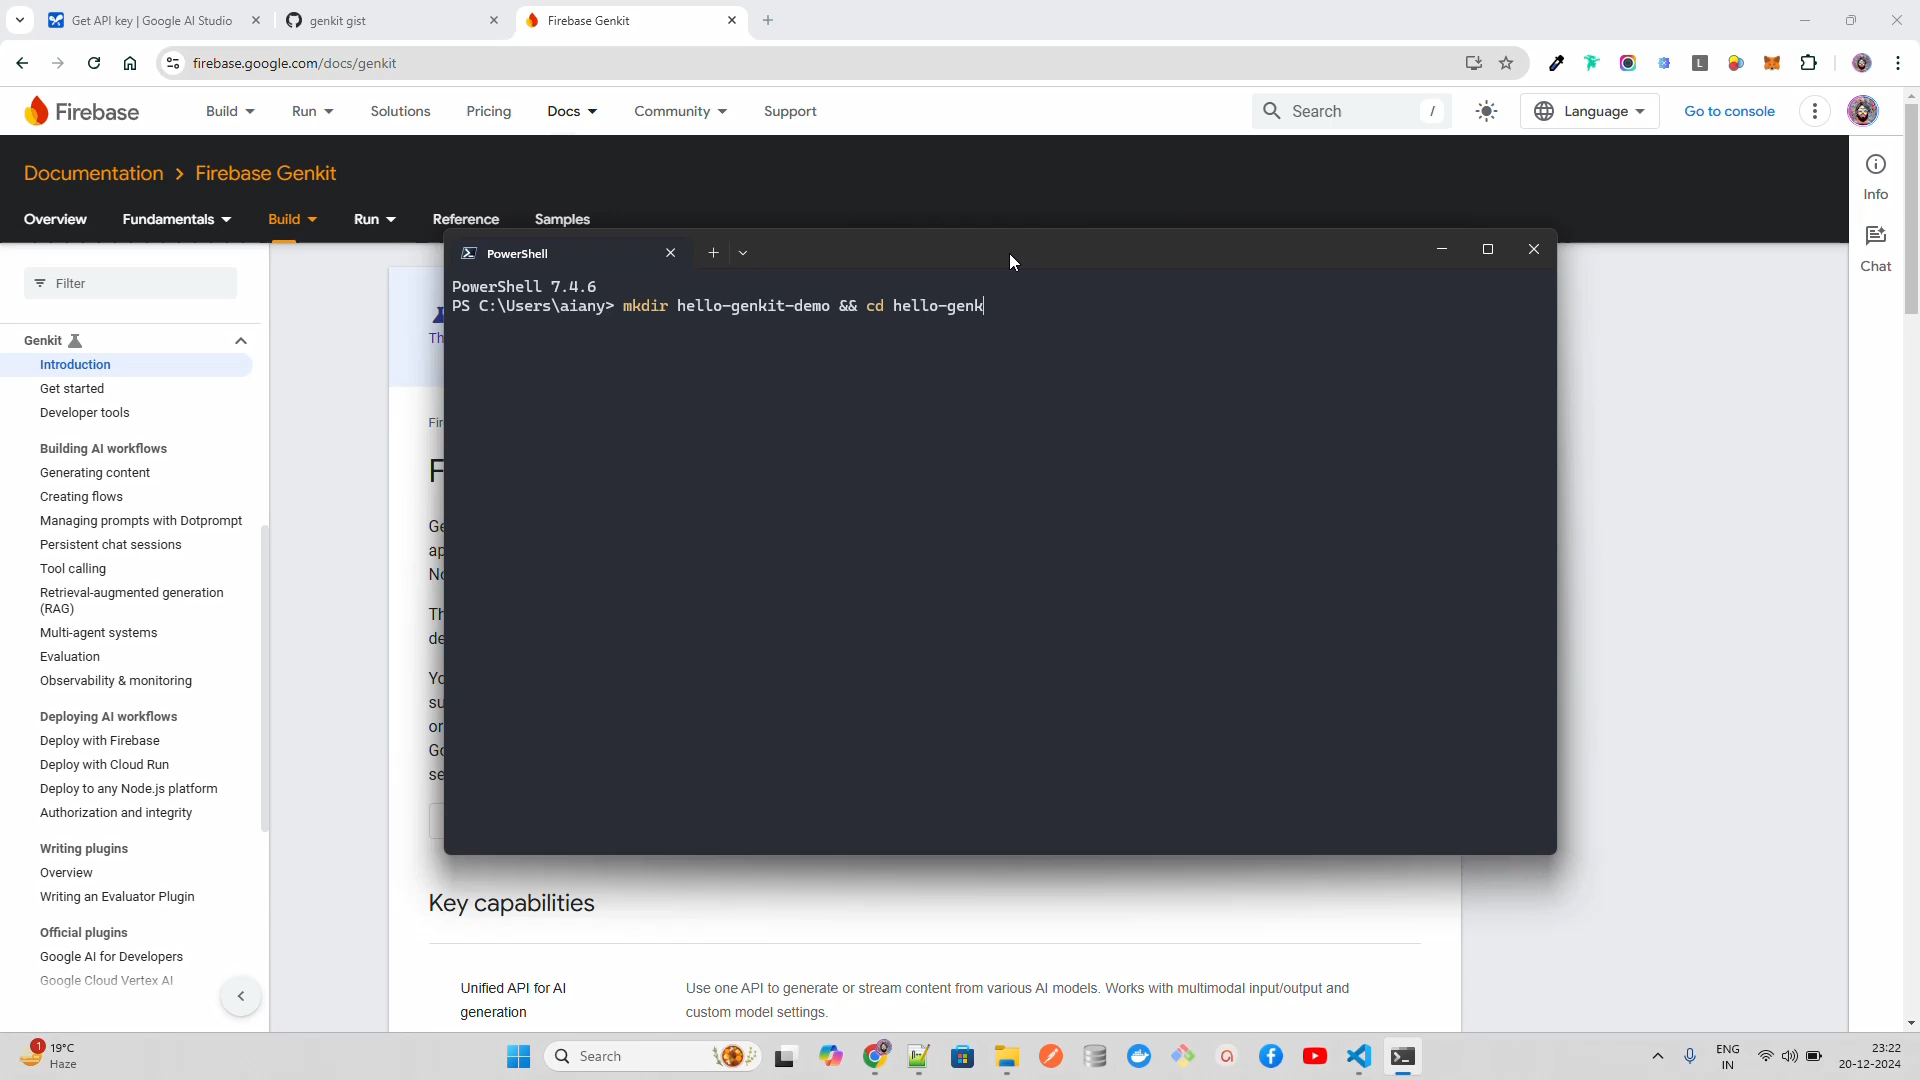 Get API key | Google AI Studio
genkit gist
Firebase Genkit
firebase.google.com/docs/genkit
L
Firebase
Build
Run
Solutions
Pricing
Docs
Community
Support
Search
/
Language
Go to console
Documentation > Firebase Genkit
Overview
Fundamentals
Build
Run
Reference
Samples
Info
Chat
Filter
Genkit
Introduction
Get started
Developer tools
Building AI workflows
Generating content
Creating flows
Managing prompts with Dotprompt
Persistent chat sessions
Tool calling
Retrieval-augmented generation
(RAG)
Multi-agent systems
Evaluation
Observability & monitoring
Deploying AI workflows
Deploy with Firebase
Deploy with Cloud Run
Deploy to any Node.js platform
Authorization and integrity
Writing plugins
Overview
Writing an Evaluator Plugin
Official plugins
Google AI for Developers
Google Cloud Vertex AI
PowerShell
PowerShell 7.4.6
PS C:\Users\aiany> mkdir hello-genkit-demo && cd hello-genk
Key capabilities
Unified API for AI
generation
Use one API to generate or stream content from various AI models. Works with multimodal input/output and
custom model settings.
1
19°C
Haze
Search
ENG
IN
23:22
20-12-2024